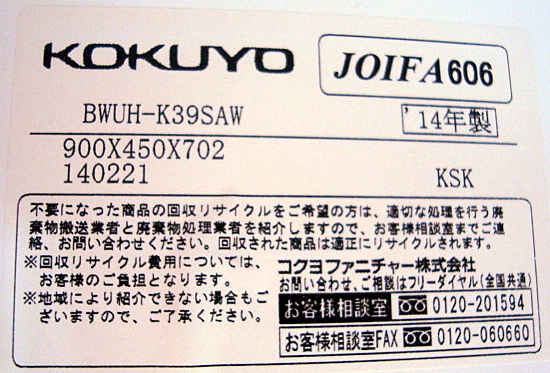 KOKUYO
JOIFA606
BWUH-K39SAW
'14年製
900X450X702
140221
KSK
不要になった商品の回収リサイクルをご希望の方は、適切な処理を行う廃
棄物搬送業者と廃棄物処理業者を紹介しますので、お客様相談室までご連
絡、お問い合わせください。回収された商品は適正にリサイクルされます。
※回収リサイクル費用については、
お客様のご負担となります。
※地域により紹介できない場合もご
ざいますので、ご了承ください。
コクヨファニチャー株式会社
お問い合わせ、ご相談はフリーダイヤル(全国共通)
お客様相談室 0120-201594
お客様相談室FAX 0120-060660